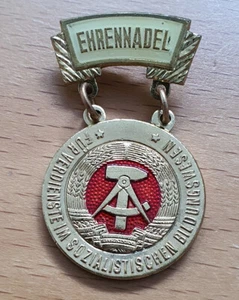 EHRENNADEL
FÜR VERDIENSTE IM SOZIALISTISCHEN BILDUNGSWESEN